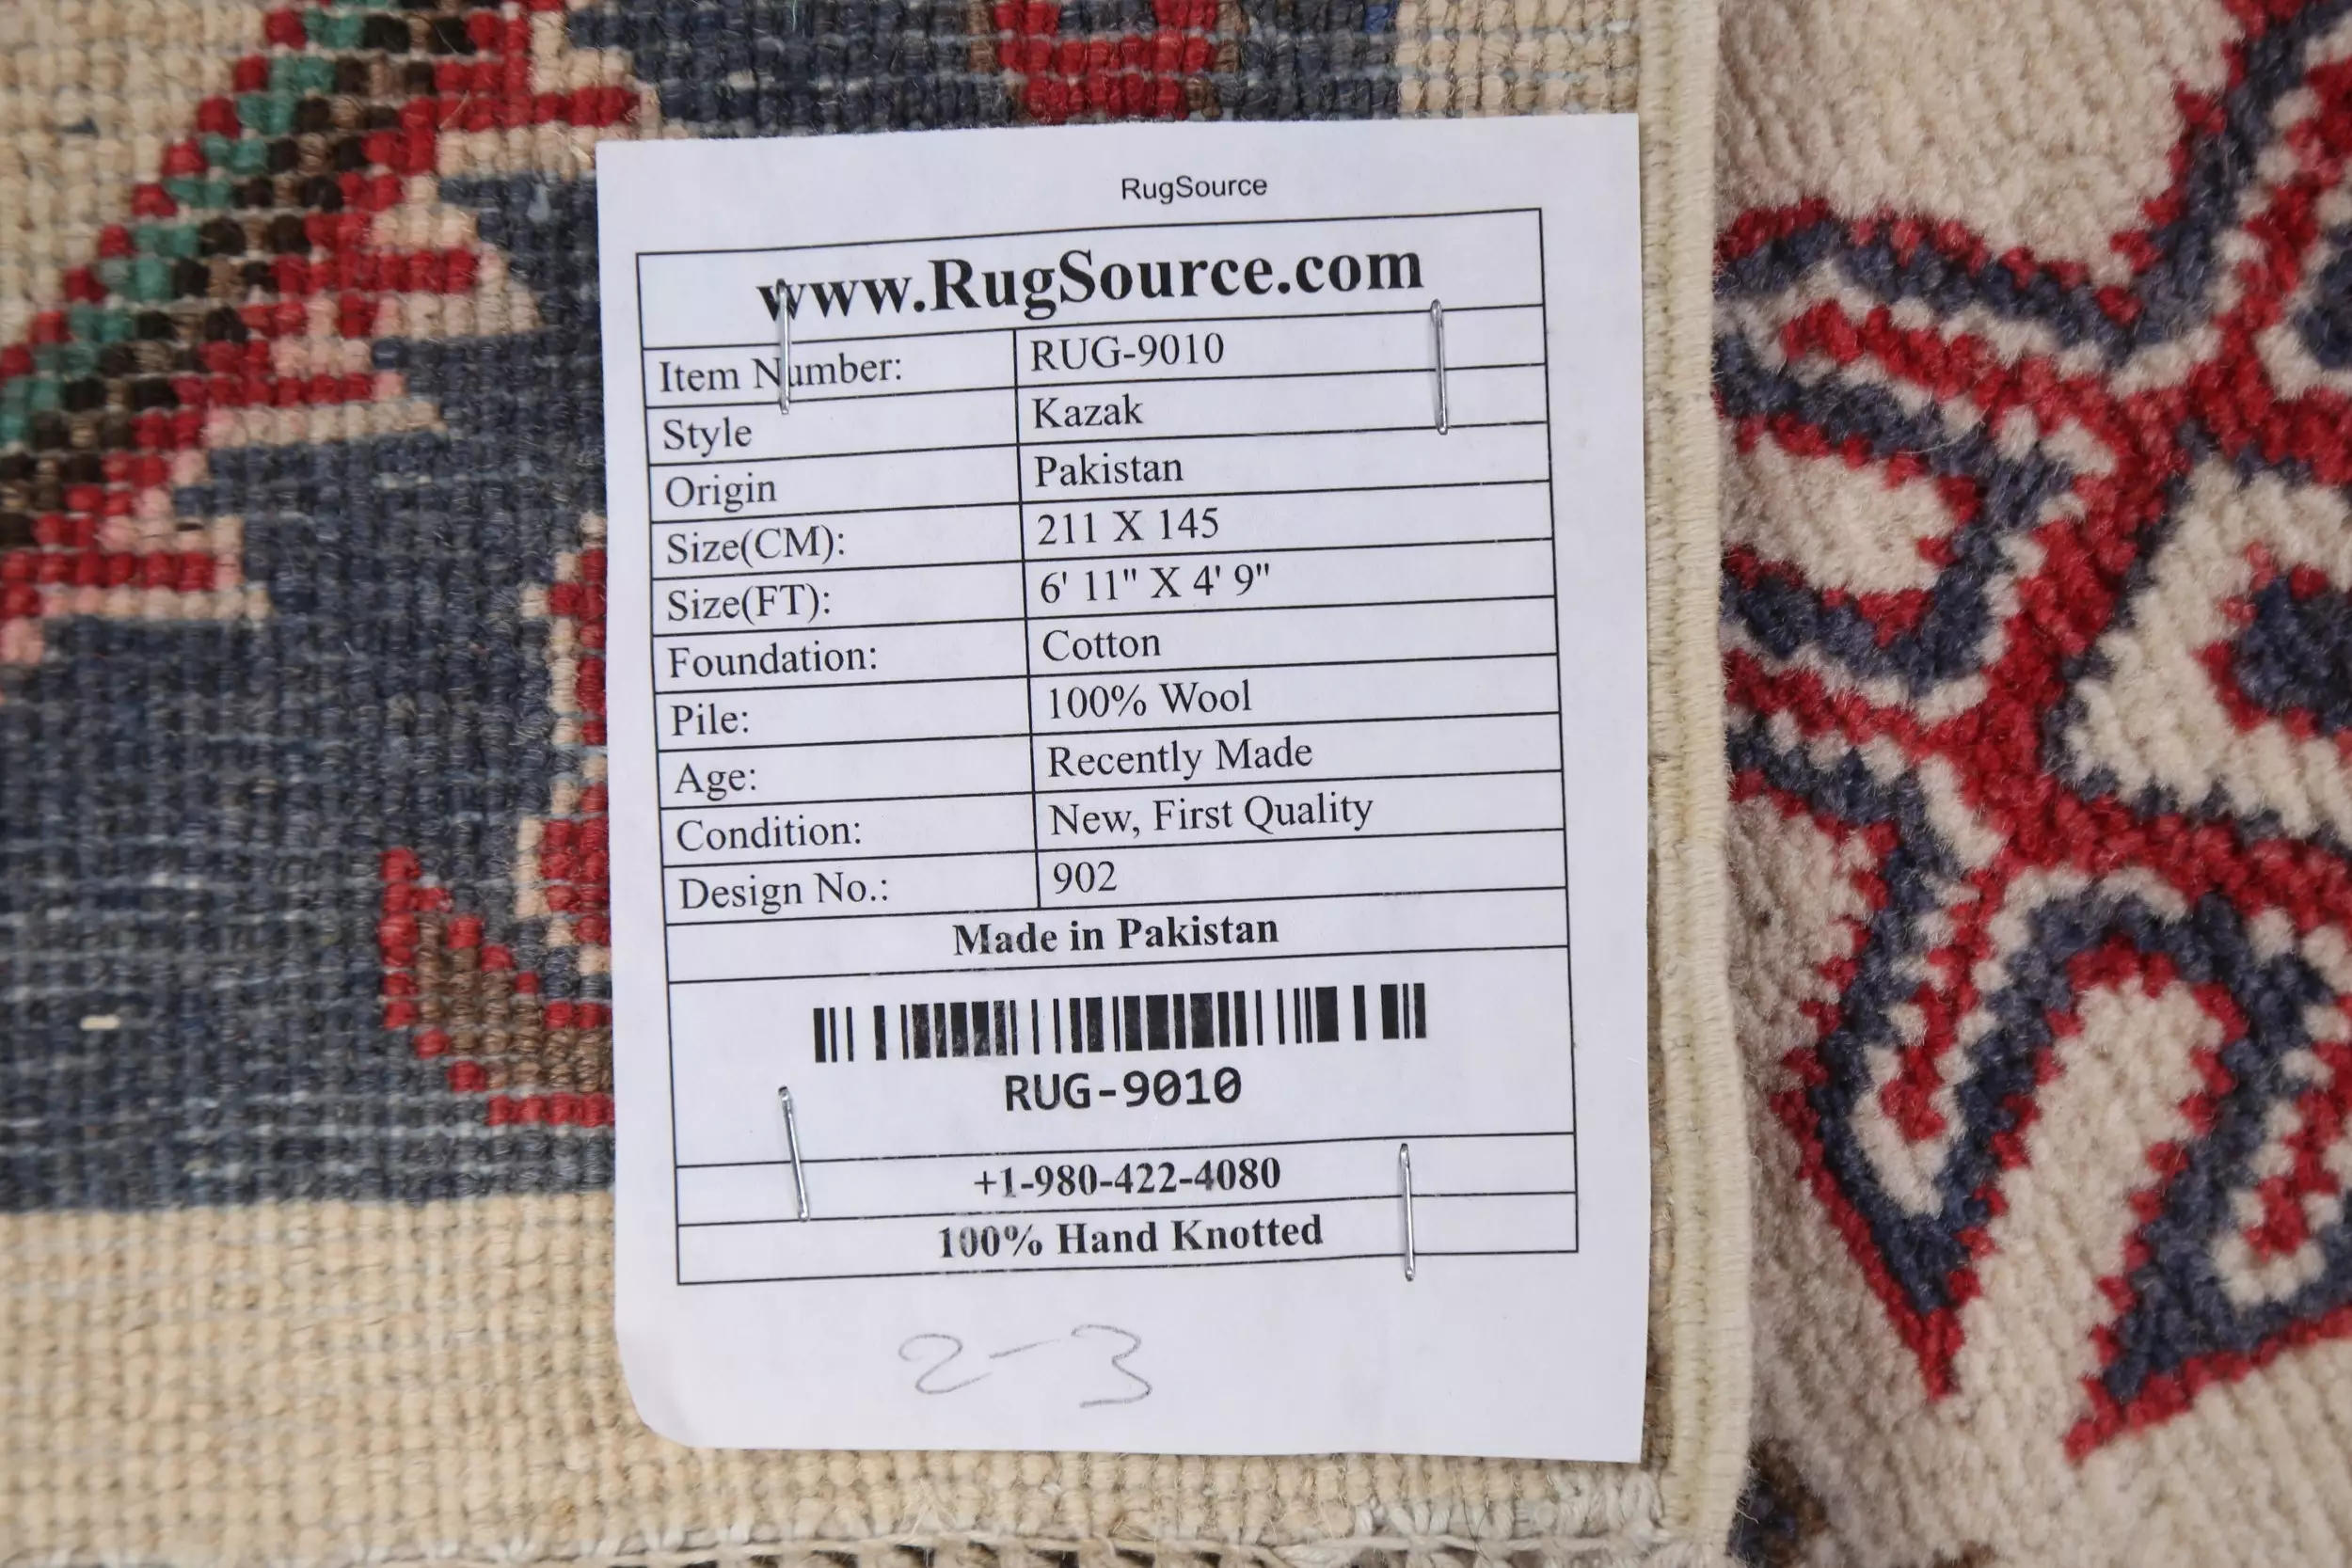 RugSource
www.RugSource.com
Item Number: RUG-9010
Style Kazak
Origin Pakistan
Size(CM): 211 X 145
Size(FT): 6' 11" X 4' 9"
Foundation: Cotton
Pile: 100% Wool
Age: Recently Made
Condition: New, First Quality
Design No.: 902
Made in Pakistan
RUG-9010
+1-980-422-4080
100% Hand Knotted
2-3